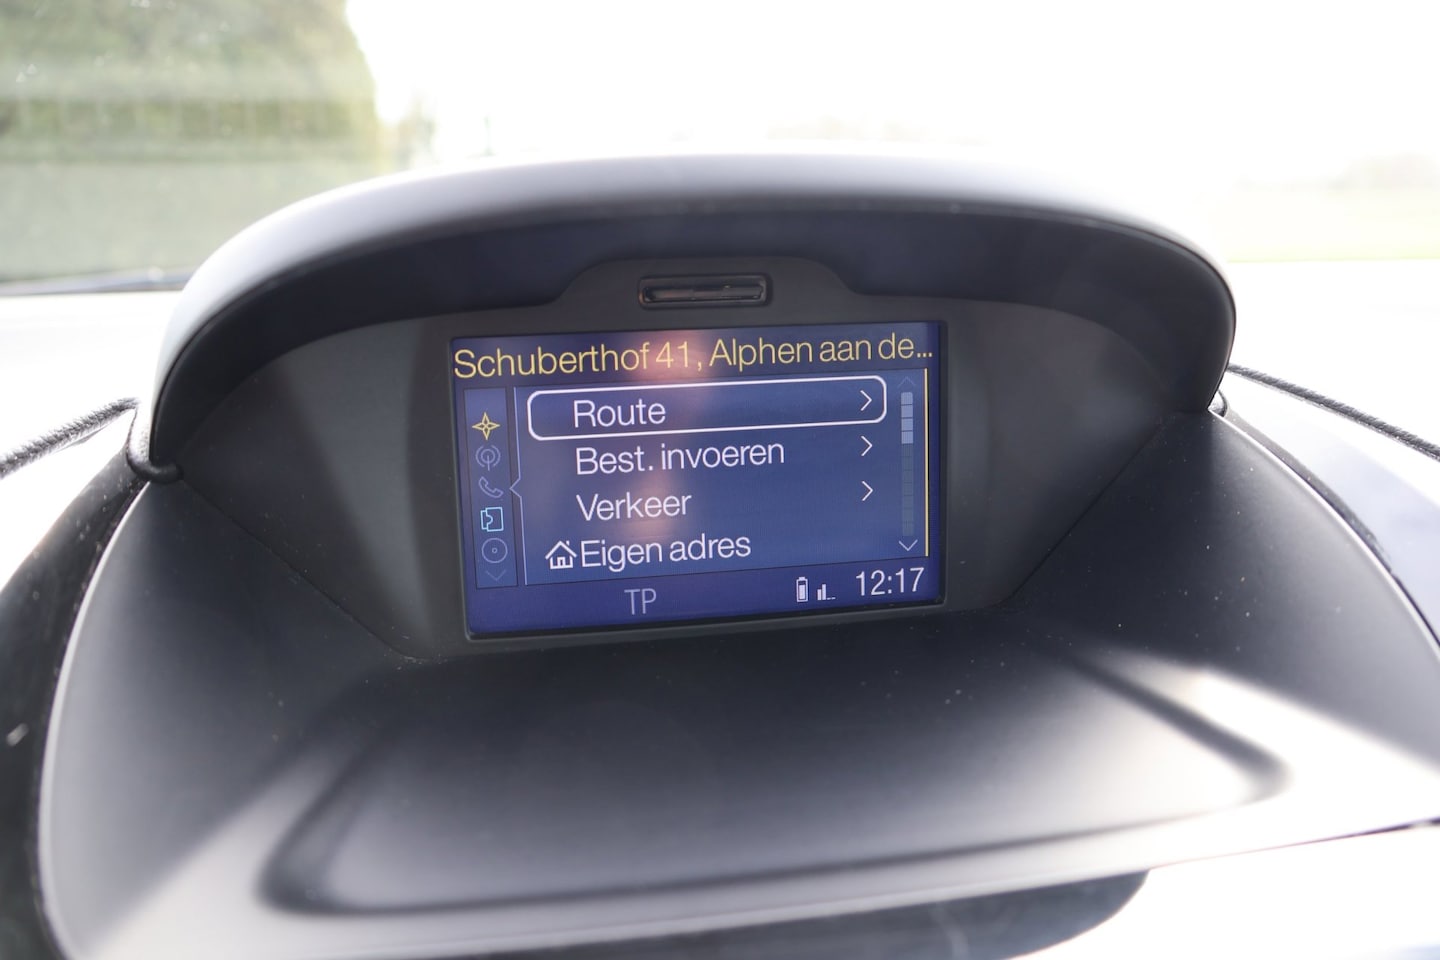 Schuberthof 41, Alphen aan de...
Route
Best. invoeren
Verkeer
Eigen adres
TP 12:17